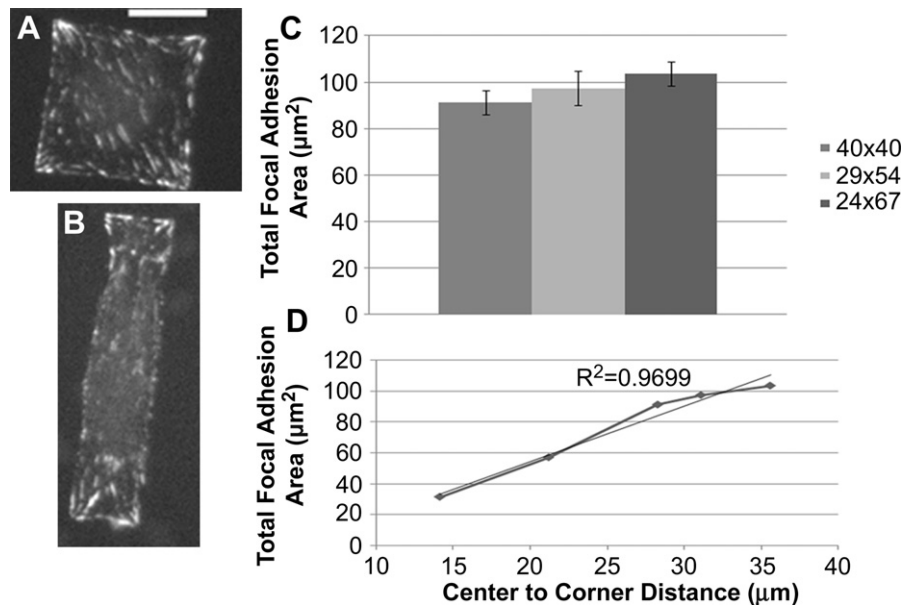 A
B
C
Total Focal Adhesion
Area (µm²)
120
100
80
60
40
20
0
40x40
29x54
24x67
D
Total Focal Adhesion
Area (µm²)
120
100
80
60
40
20
0
R²=0.9699
10
15
20
25
30
35
40
Center to Corner Distance (µm)